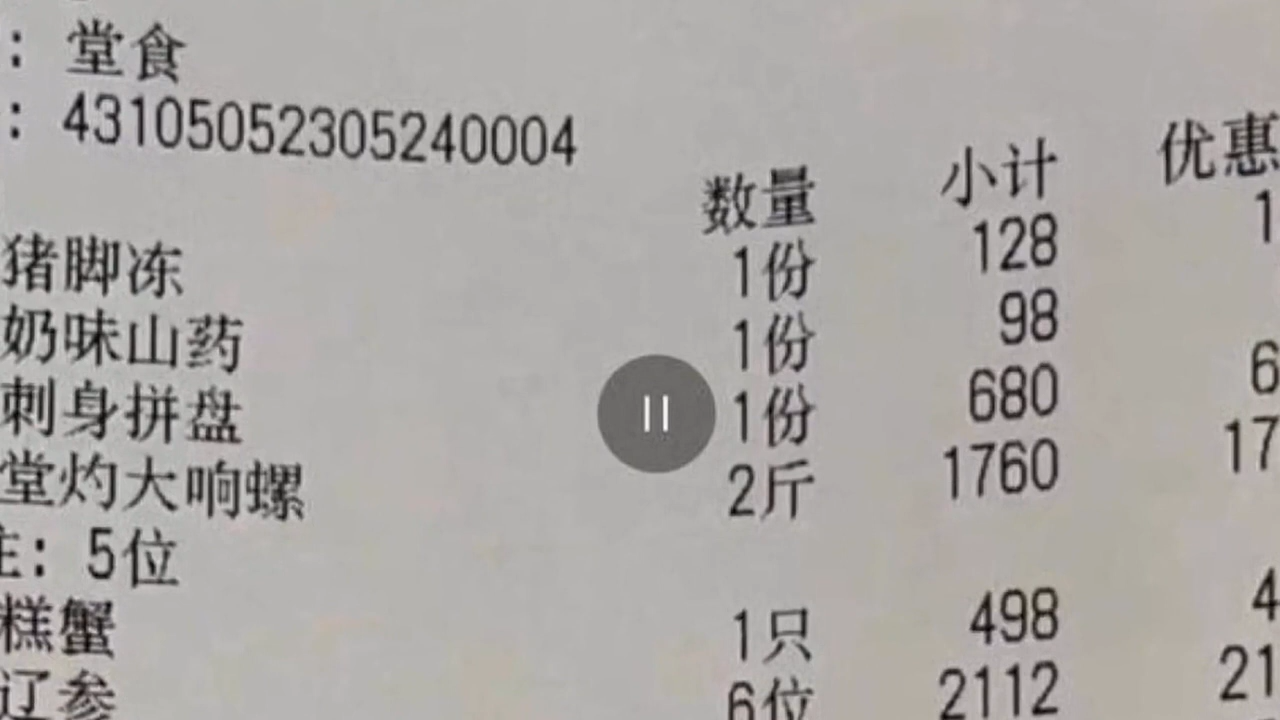 : 堂食
: 431050523052400​04
数量 小计 优惠
猪脚冻 1份 128 1
奶味山药 1份 98
刺身拼盘 1份 680 6
堂灼大响螺 2斤 1760 17
注: 5位
糕蟹 1只 498 4
辽参 6位 2112 21